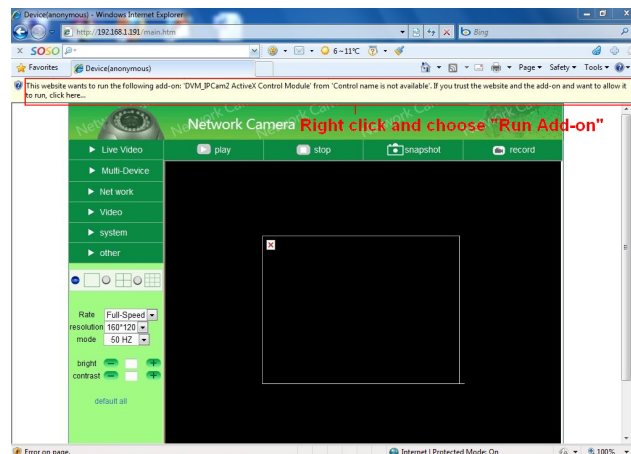 Device(anonymous) - Windows Internet Explorer
http://192.168.1.191/main.htm
Bing
SOSO
6~11°C
Favorites
Device(anonymous)
Page
Safety
Tools
This website wants to run the following add-on: 'DVM_IPCam2 ActiveX Control Module' from 'Control name is not available'. If you trust the website and the add-on and want to allow it
to run, click here...
Network Camera
Right click and choose "Run Add-on"
Live Video
play
stop
snapshot
record
Multi-Device
Net work
Video
system
other
Rate
Full-Speed
resolution
160*120
mode
50 HZ
bright
contrast
default all
Error on page.
Internet | Protected Mode: On
100%